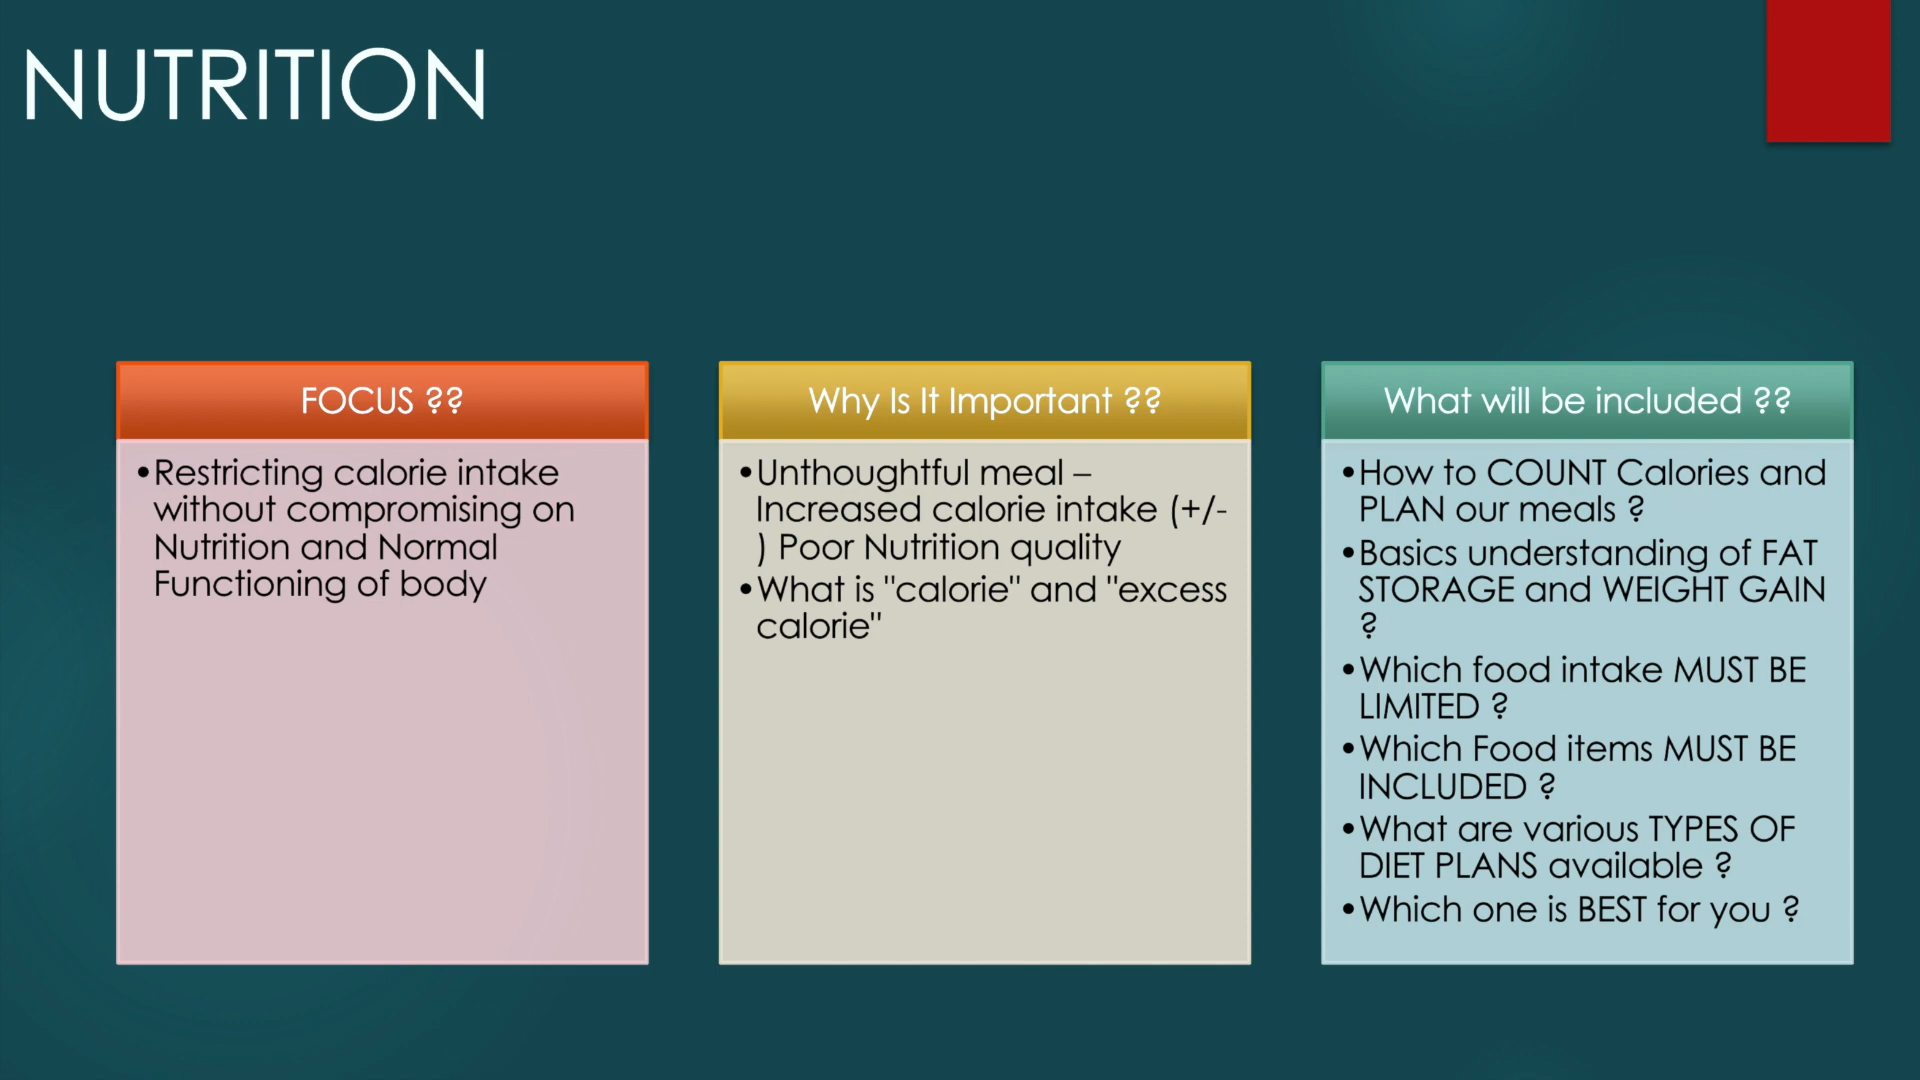 NUTRITION
FOCUS ??
•Restricting calorie intake
without compromising on
Nutrition and Normal
Functioning of body
Why Is It Important ??
•Unthoughtful meal –
Increased calorie intake (+/-
) Poor Nutrition quality
•What is "calorie" and "excess
calorie"
What will be included ??
•How to COUNT Calories and
PLAN our meals ?
•Basics understanding of FAT
STORAGE and WEIGHT GAIN
?
•Which food intake MUST BE
LIMITED ?
•Which Food items MUST BE
INCLUDED ?
•What are various TYPES OF
DIET PLANS available ?
•Which one is BEST for you ?